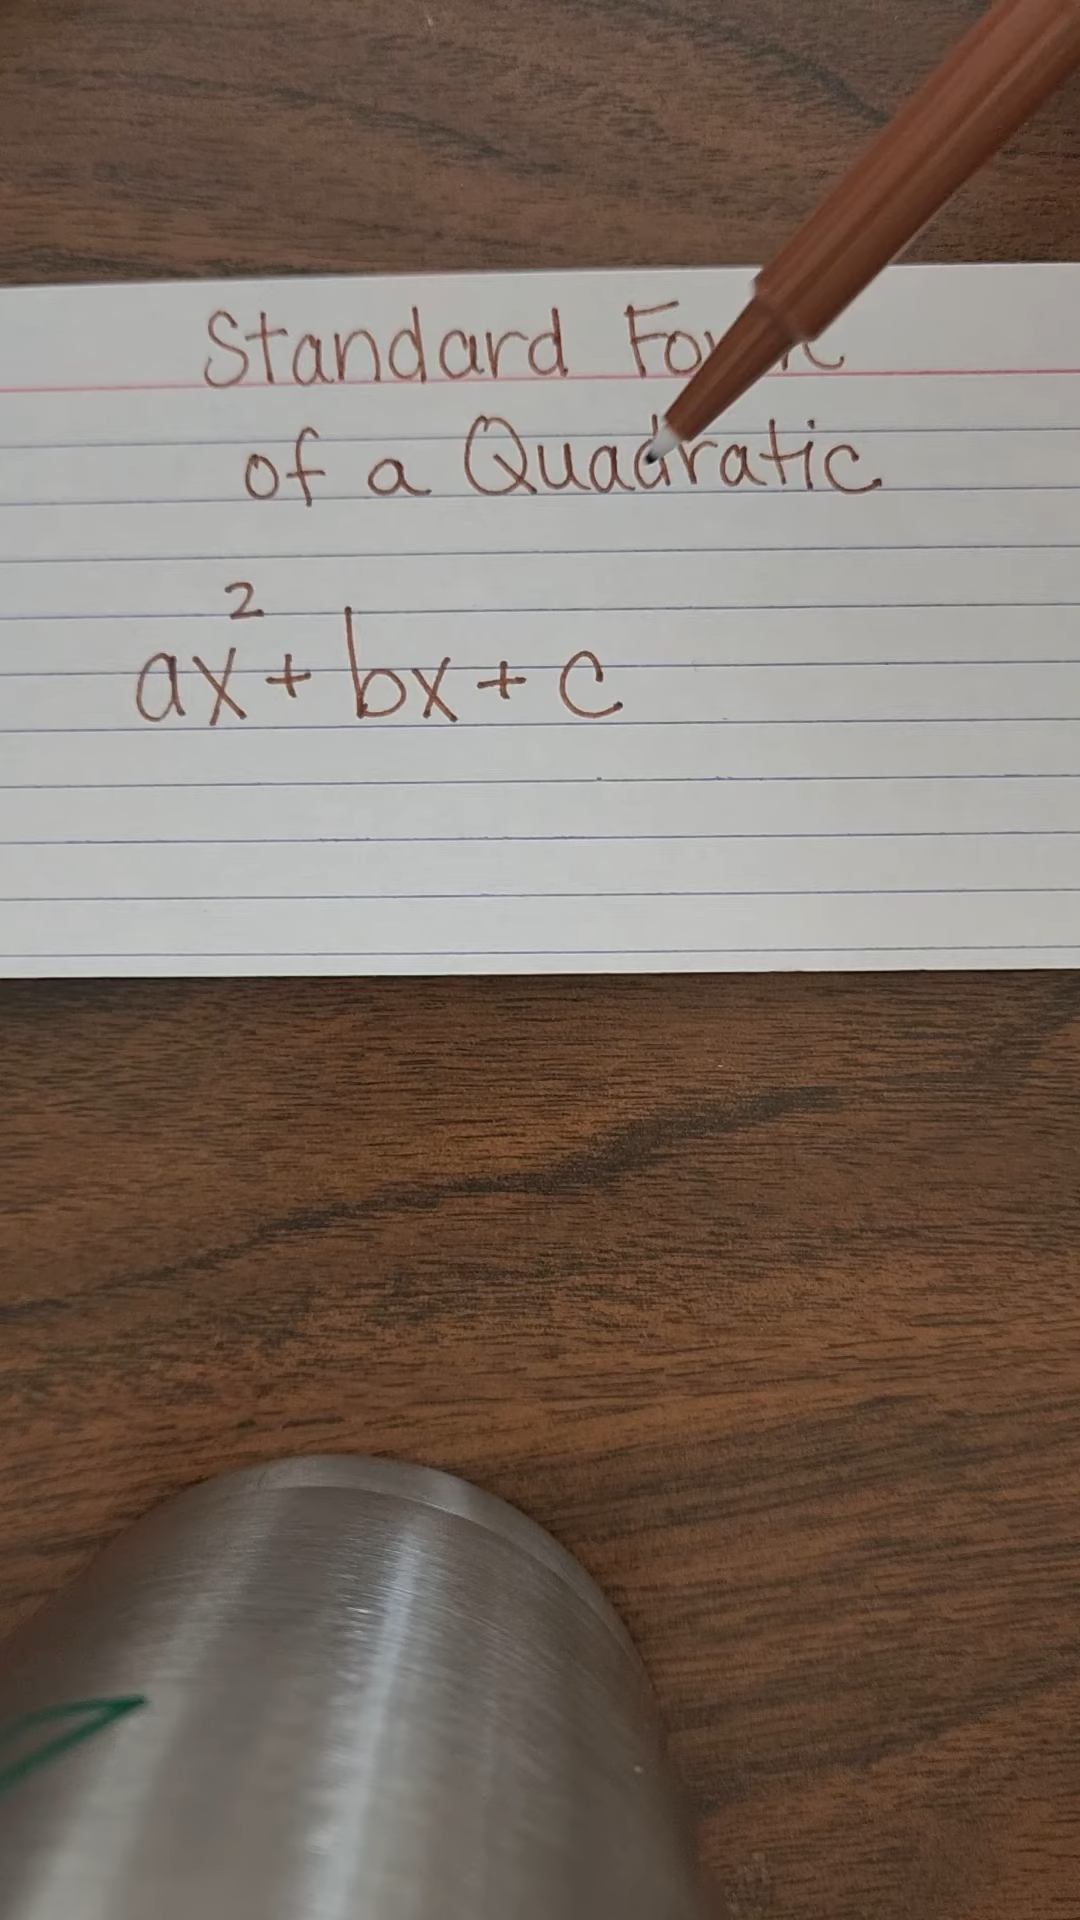 Standard
of a Quadratic
ax² + bx + c